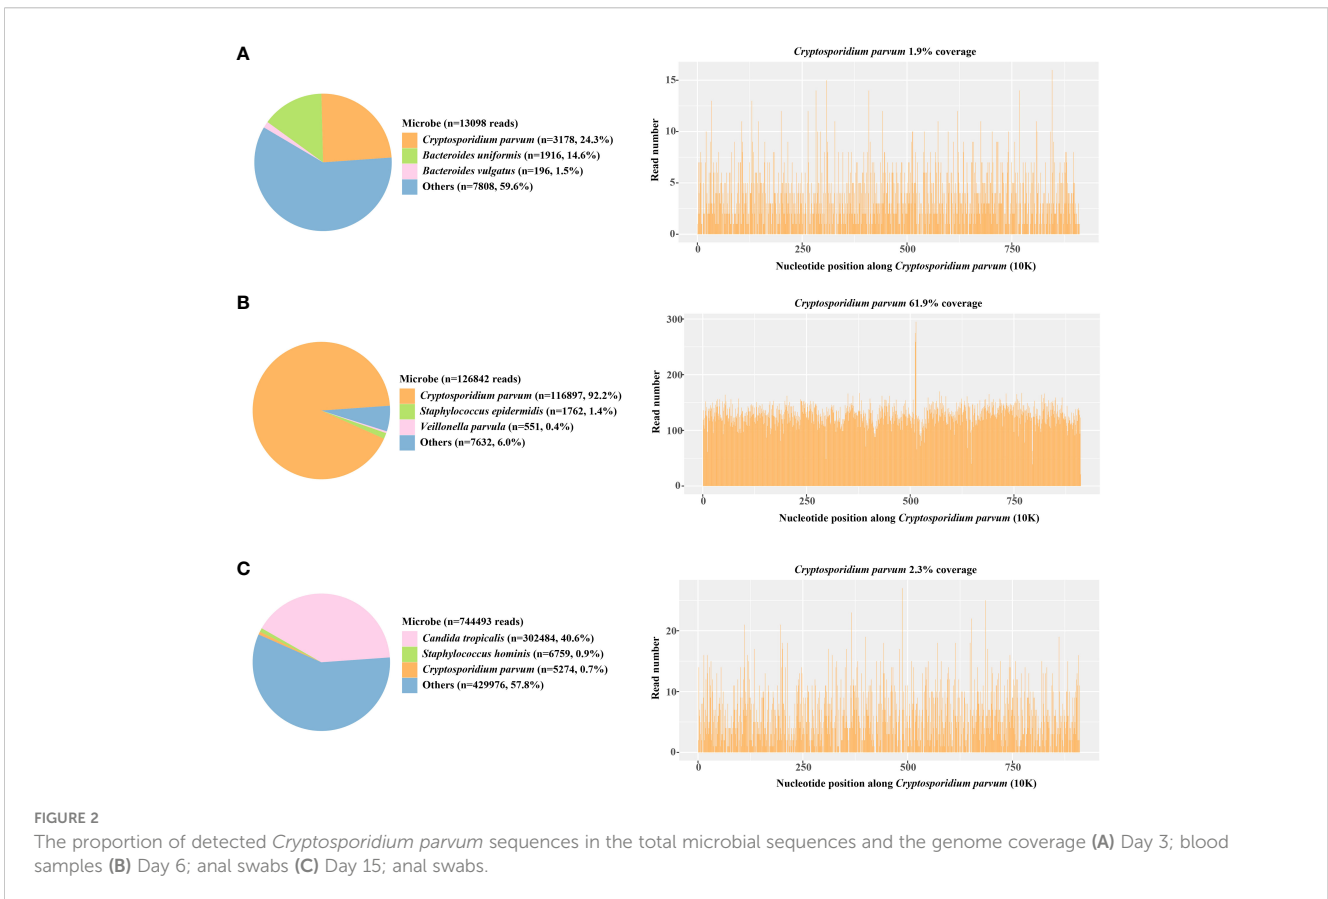 A
Microbe (n=13098 reads)
Cryptosporidium parvum (n=3178, 24.3%)
Bacteroides uniformis (n=1916, 14.6%)
Bacteroides vulgatus (n=196, 1.5%)
Others (n=7808, 59.6%)
Cryptosporidium parvum 1.9% coverage
Read number
15
10
5
0
0 250 500 750
Nucleotide position along Cryptosporidium parvum (10K)
B
Microbe (n=126842 reads)
Cryptosporidium parvum (n=116897, 92.2%)
Staphylococcus epidermidis (n=1762, 1.4%)
Veillonella parvula (n=551, 0.4%)
Others (n=7632, 6.0%)
Cryptosporidium parvum 61.9% coverage
Read number
300
200
100
0
0 250 500 750
Nucleotide position along Cryptosporidium parvum (10K)
C
Microbe (n=744493 reads)
Candida tropicalis (n=302484, 40.6%)
Staphylococcus hominis (n=6759, 0.9%)
Cryptosporidium parvum (n=5274, 0.7%)
Others (n=429976, 57.8%)
Cryptosporidium parvum 2.3% coverage
Read number
20
10
0
0 250 500 750
Nucleotide position along Cryptosporidium parvum (10K)
FIGURE 2
The proportion of detected Cryptosporidium parvum sequences in the total microbial sequences and the genome coverage (A) Day 3; blood
samples (B) Day 6; anal swabs (C) Day 15; anal swabs.